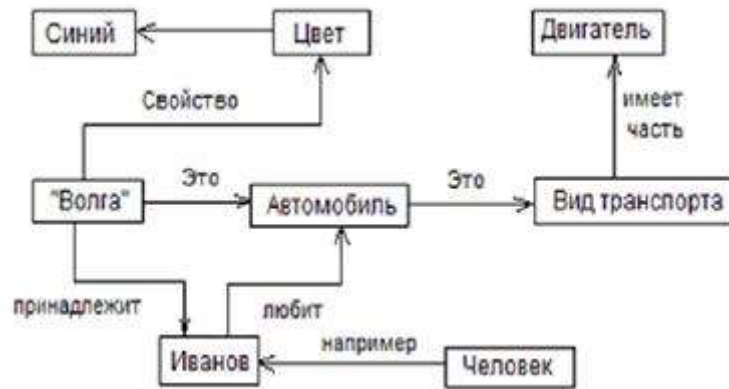 Синий
Цвет
Двигатель
Свойство
имеет
часть
"Волга"
Это
Автомобиль
Это
Вид транспорта
принадлежит
любит
Иванов
например
Человек